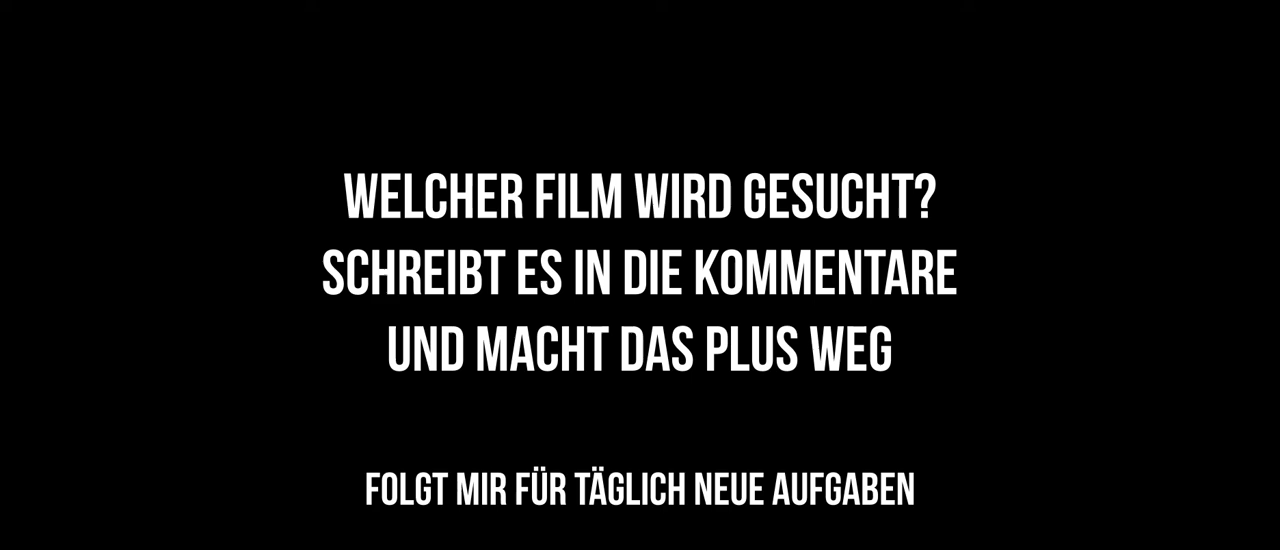 WELCHER FILM WIRD GESUCHT?
SCHREIBT ES IN DIE KOMMENTARE
UND MACHT DAS PLUS WEG
FOLGT MIR FÜR TÄGLICH NEUE AUFGABEN